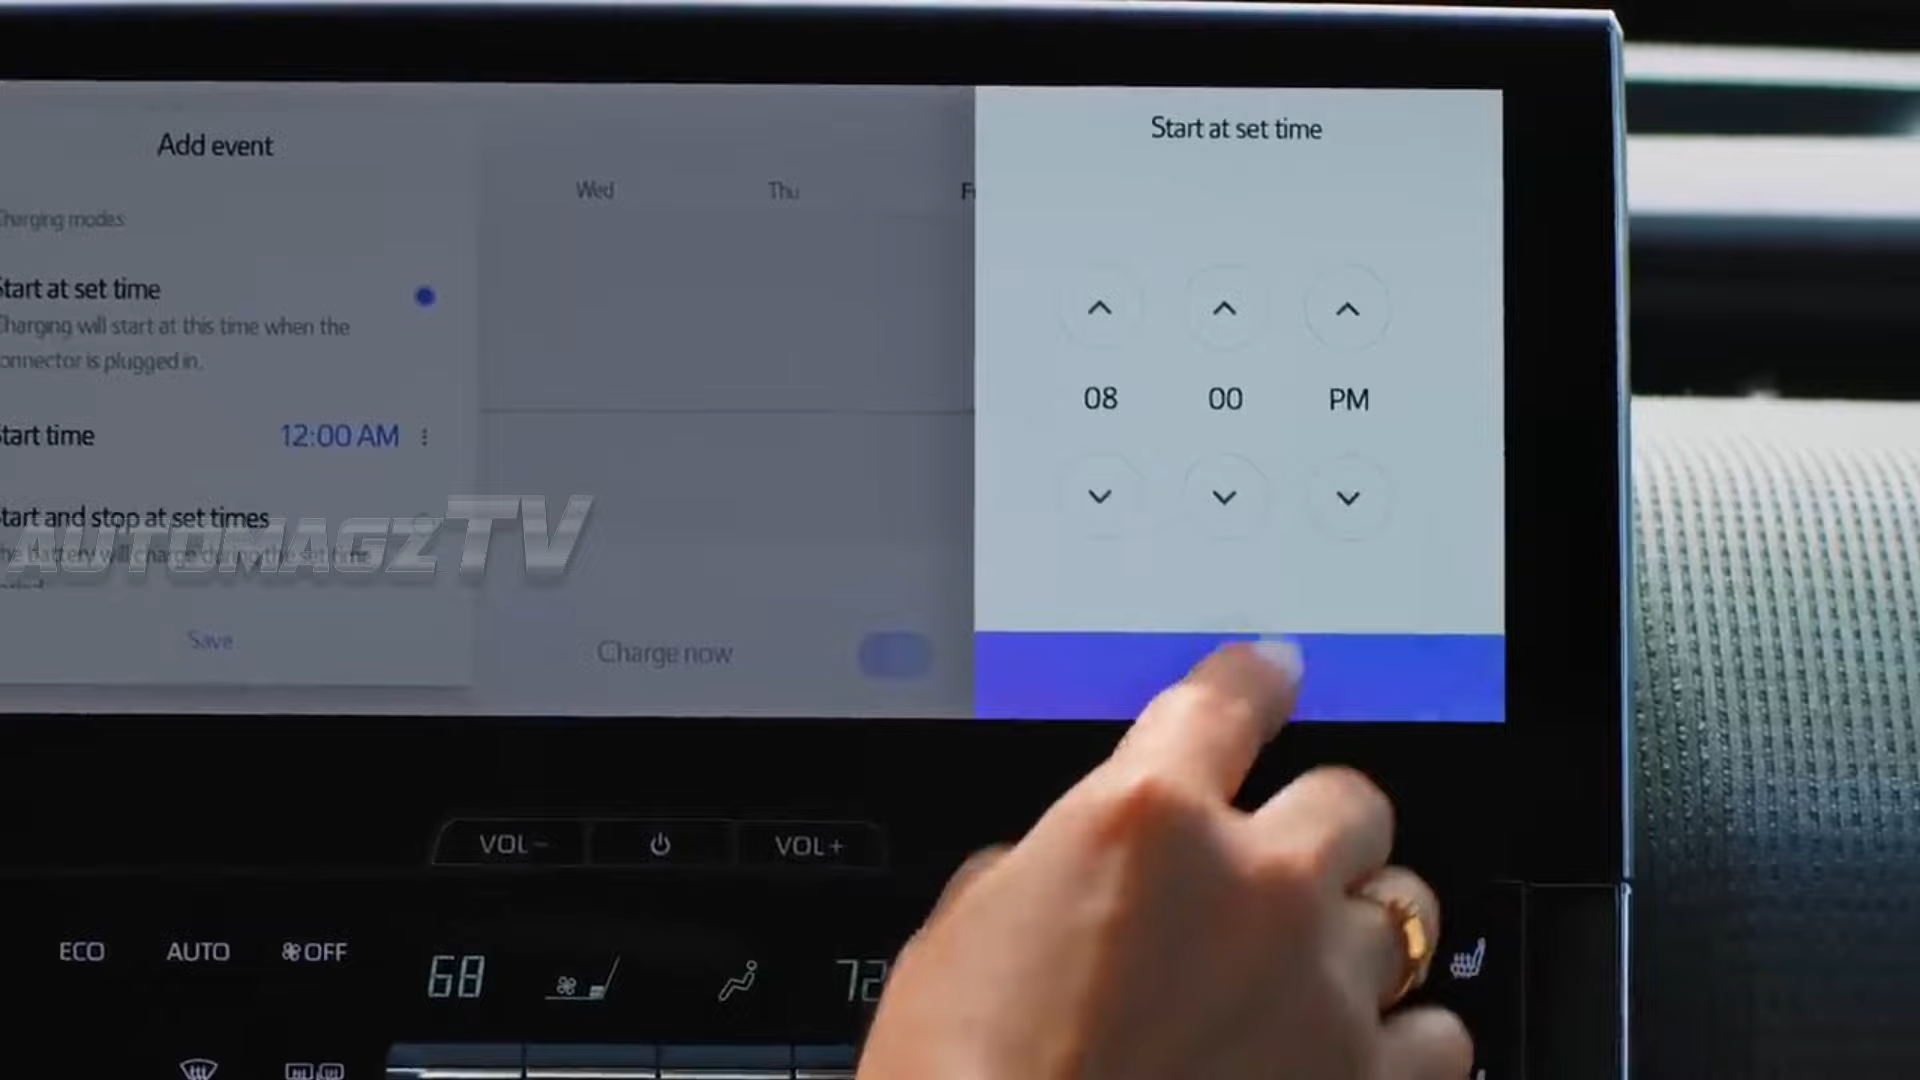 Add event
Charging modes
Start at set time
Charging will start at this time when the
connector is plugged in.
Start time
12:00 AM
Start and stop at set times
The battery will charge during the set time
Save
AUTOMAGZTV
Wed
Thu
Charge now
Start at set time
08 00 PM
VOL-
VOL+
ECO
AUTO
OFF
68
72